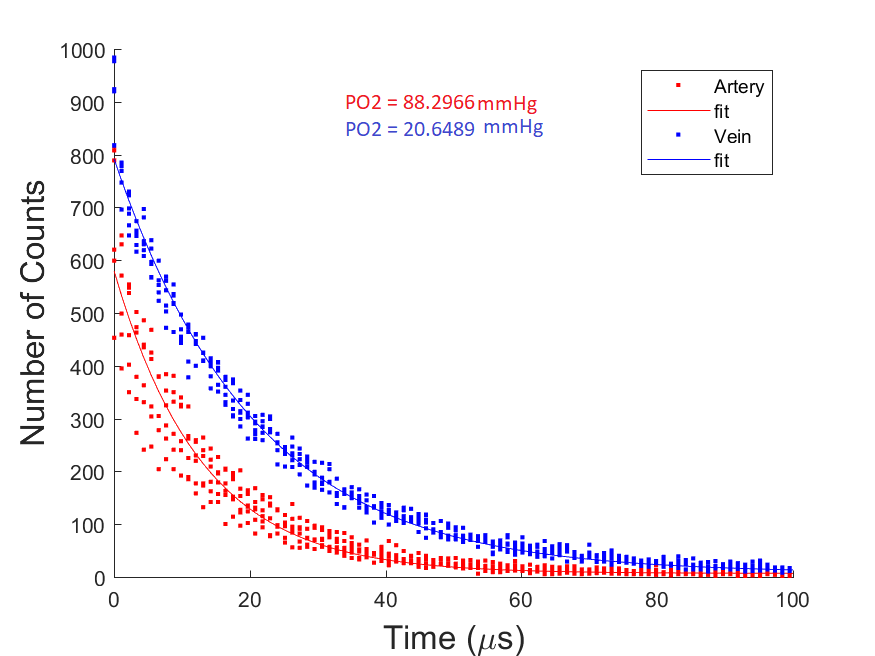 1000
900
800
700
600
500
400
300
200
100
0
Number of Counts
PO2 = 88.2966 mmHg
PO2 = 20.6489 mmHg
Artery
fit
Vein
fit
0 20 40 60 80 100
Time (μs)